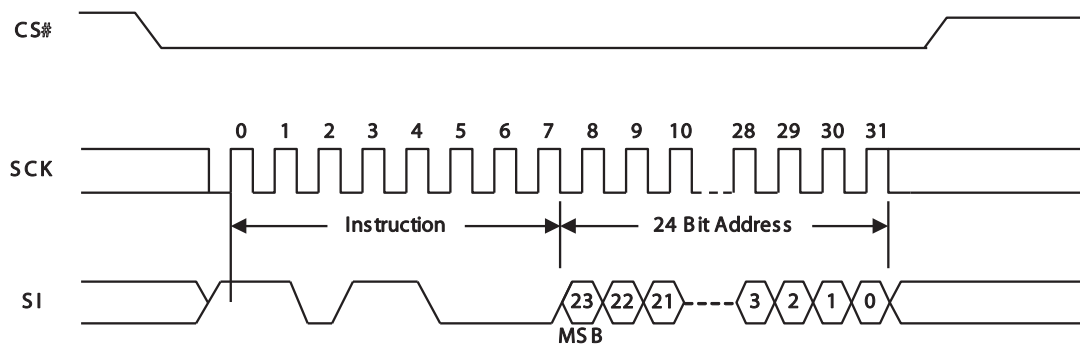 CS#
0 1 2 3 4 5 6 7 8 9 10 28 29 30 31
SCK
Instruction 24 Bit Address
SI 23 22 21 3 2 1 0
MSB